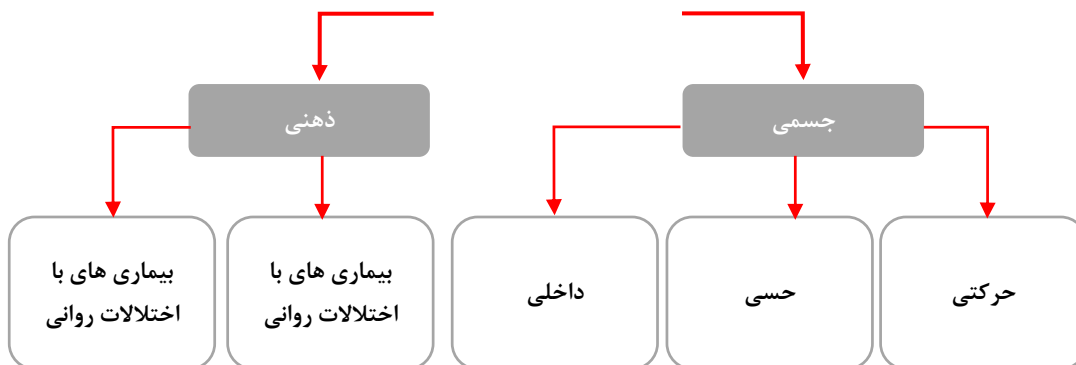 جسمی
ذهنی
حرکتی
حسی
داخلی
بیماری های با
اختلالات روانی
بیماری های با
اختلالات روانی